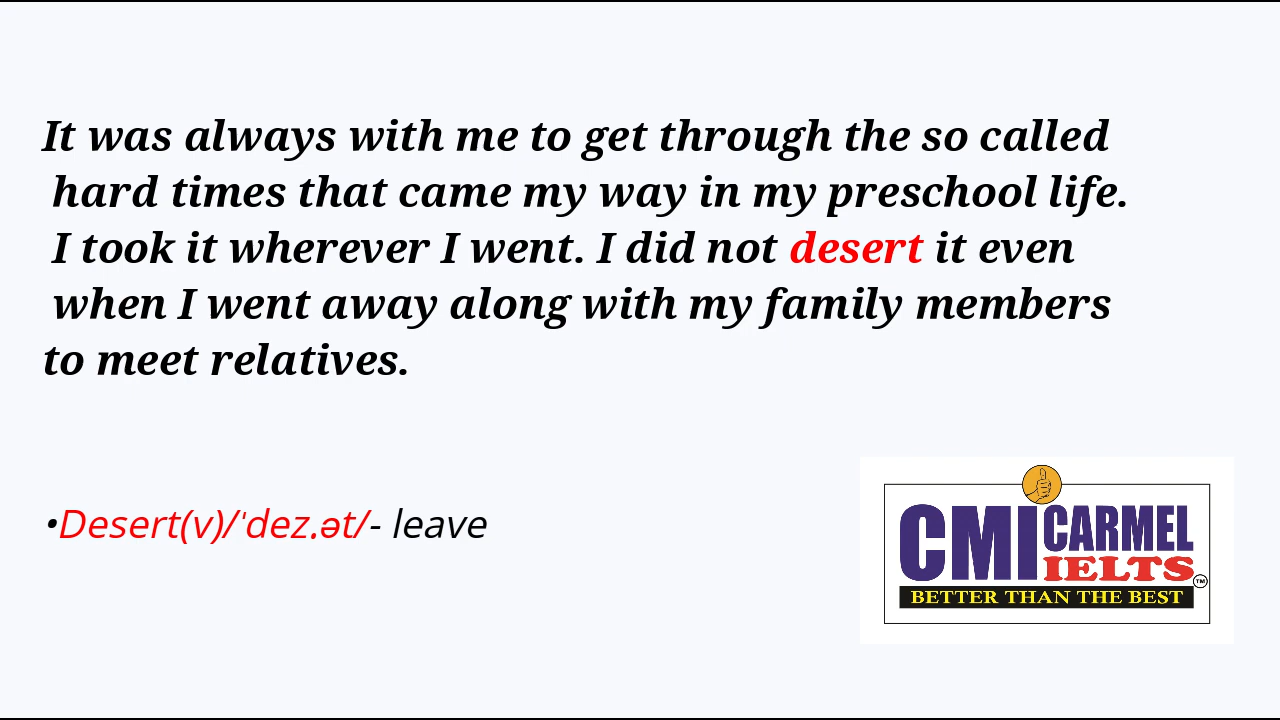 It was always with me to get through the so called
hard times that came my way in my preschool life.
I took it wherever I went. I did not desert it even
when I went away along with my family members
to meet relatives.
•Desert(v)/ˈdez.ət/- leave
CMI CARMEL
IELTS
TM
BETTER THAN THE BEST